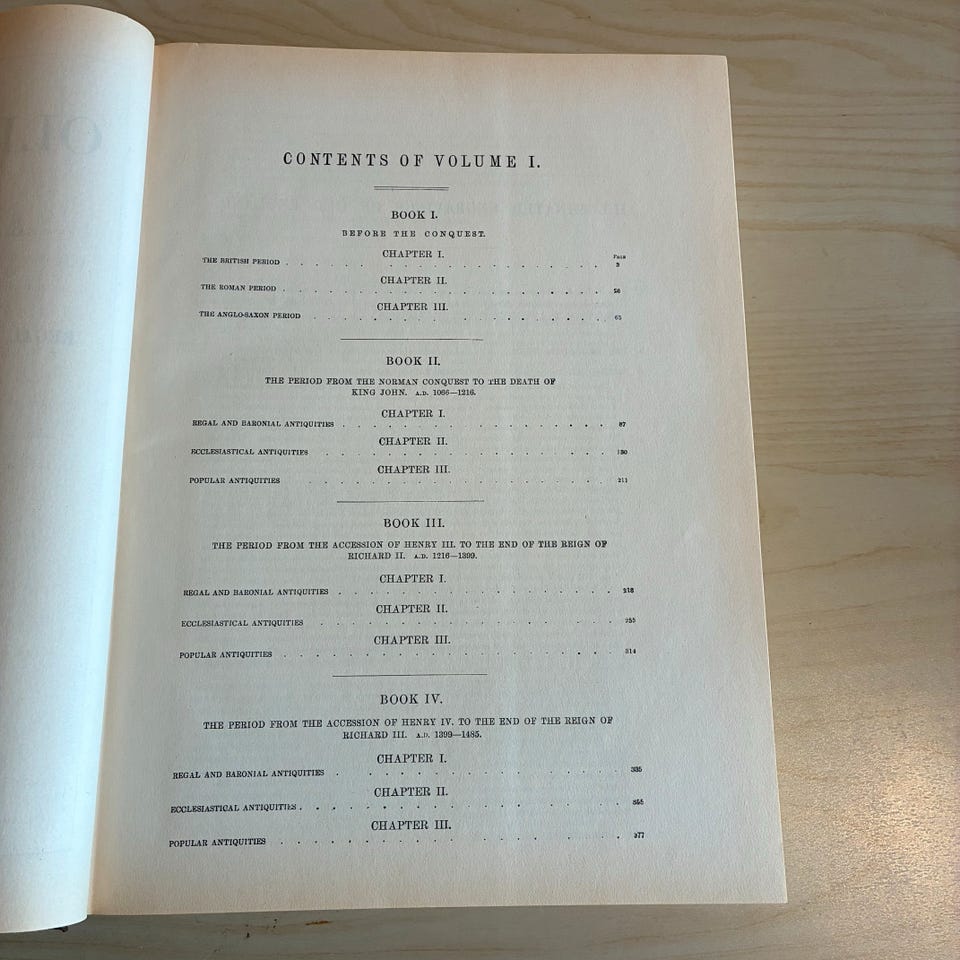 CONTENTS OF VOLUME I.
BOOK I.
BEFORE THE CONQUEST.
CHAPTER I.
PAGE
THE BRITISH PERIOD . . . . . . . . . . . . . . . . 3
CHAPTER II.
THE ROMAN PERIOD . . . . . . . . . . . . . . . .
CHAPTER III.
THE ANGLO-SAXON PERIOD . . . . . . . . . . . . . . . .
BOOK II.
THE PERIOD FROM THE NORMAN CONQUEST TO THE DEATH OF
KING JOHN. A.D. 1066—1216.
CHAPTER I.
REGAL AND BARONIAL ANTIQUITIES . . . . . . . . . . . . . . 87
CHAPTER II.
ECCLESIASTICAL ANTIQUITIES . . . . . . . . . . . . . .
CHAPTER III.
POPULAR ANTIQUITIES . . . . . . . . . . . . . . 211
BOOK III.
THE PERIOD FROM THE ACCESSION OF HENRY III. TO THE END OF THE REIGN OF
RICHARD II. A.D. 1216—1399.
CHAPTER I.
REGAL AND BARONIAL ANTIQUITIES . . . . . . . . . . . . . .
CHAPTER II.
ECCLESIASTICAL ANTIQUITIES . . . . . . . . . . . . . . 255
CHAPTER III.
POPULAR ANTIQUITIES . . . . . . . . . . . . . . 314
BOOK IV.
THE PERIOD FROM THE ACCESSION OF HENRY IV. TO THE END OF THE REIGN OF
RICHARD III. A.D. 1399—1485.
CHAPTER I.
REGAL AND BARONIAL ANTIQUITIES . . . . . . . . . . . 335
CHAPTER II.
ECCLESIASTICAL ANTIQUITIES . . . . . . . . . . . . .
CHAPTER III.
POPULAR ANTIQUITIES . . . . . . . . . . . . . 377